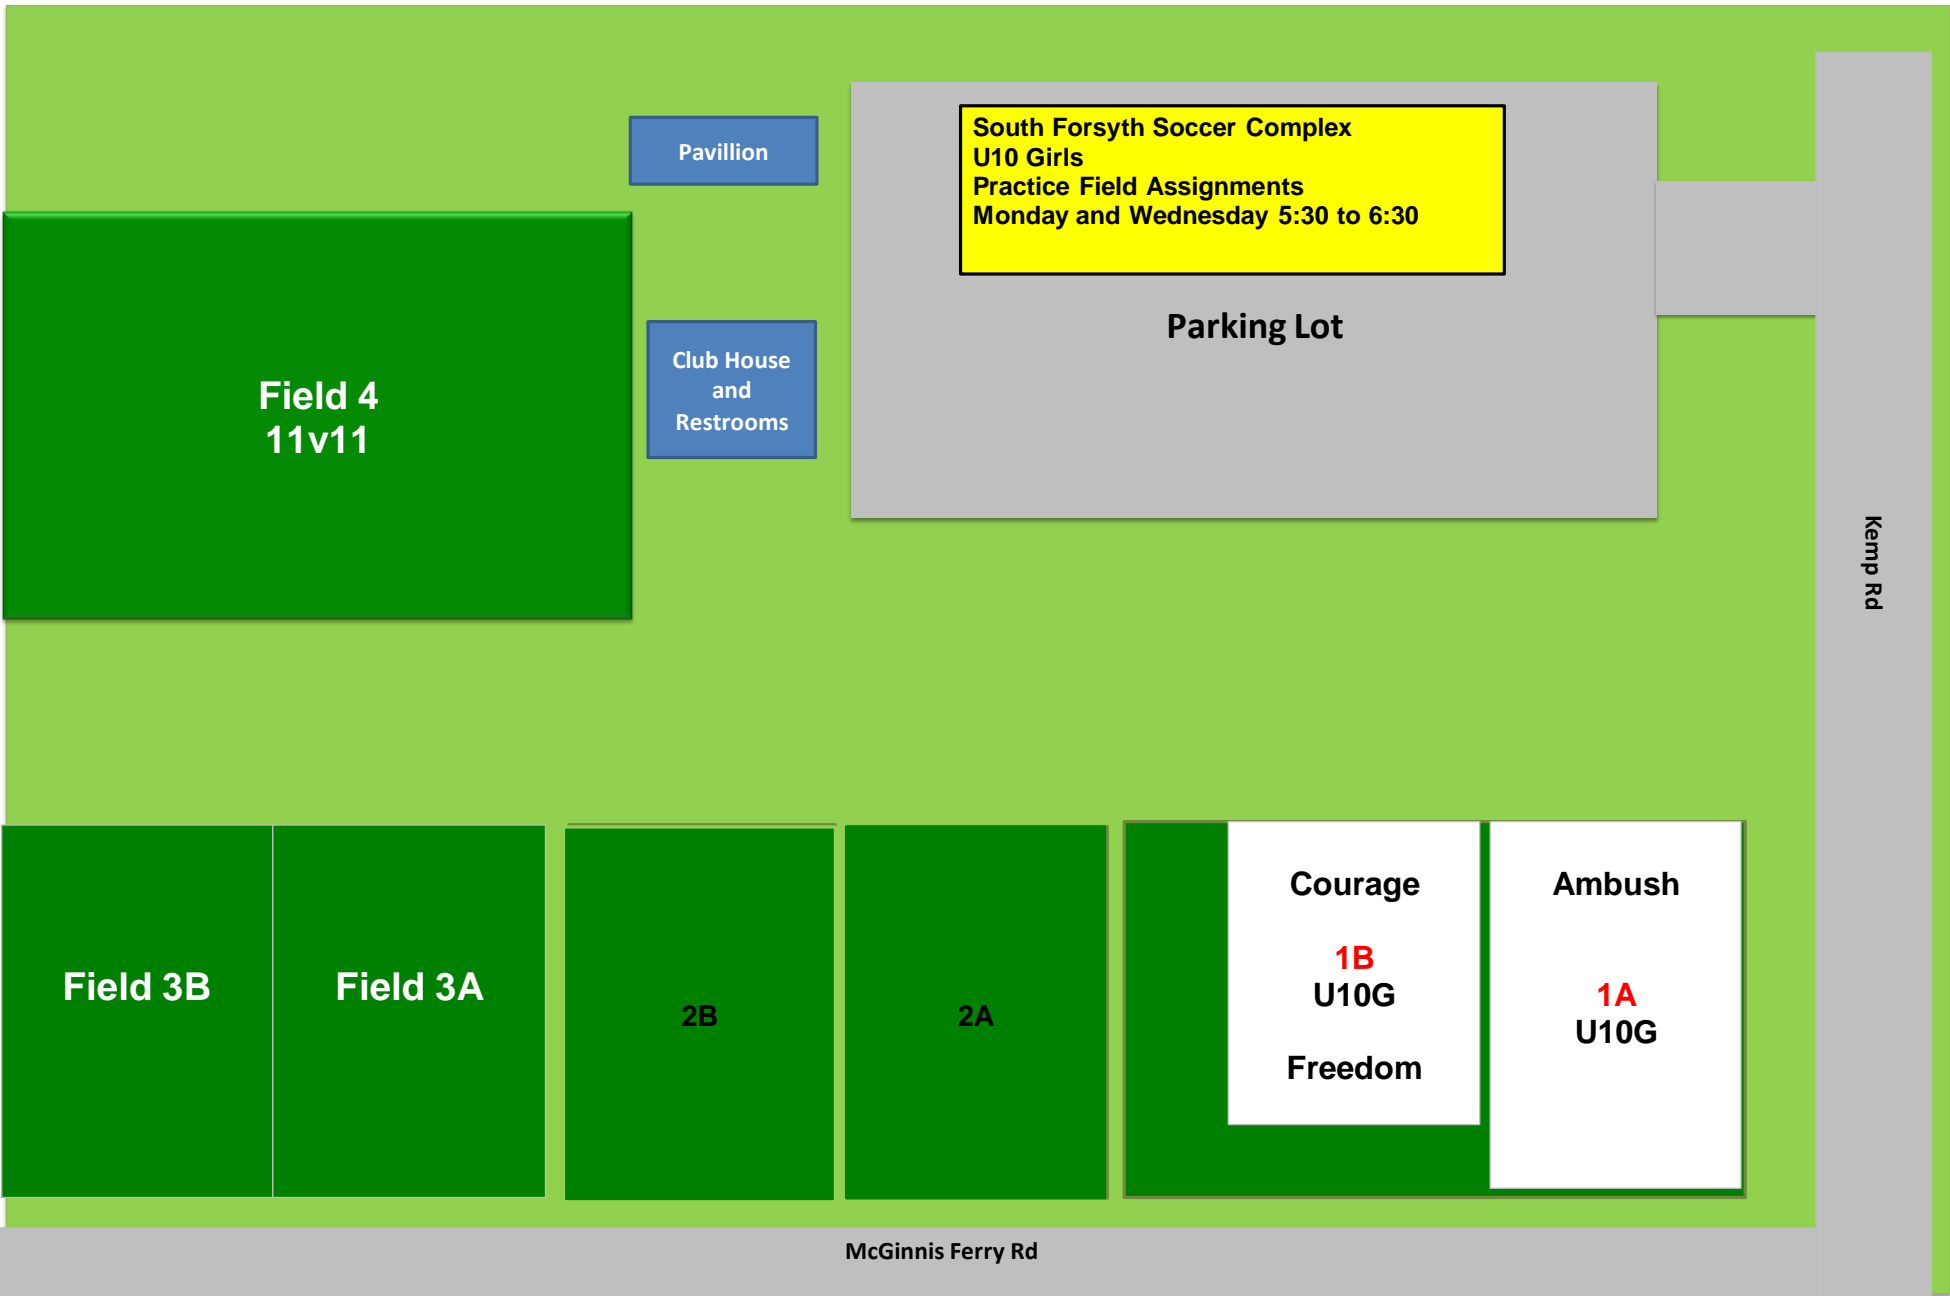 South Forsyth Soccer Complex
U10 Girls
Practice Field Assignments
Monday and Wednesday 5:30 to 6:30
Pavillion
Parking Lot
Club House
and
Restrooms
Field 4
11v11
Kemp Rd
Field 3B
Field 3A
2B
2A
Courage
1B
U10G
Freedom
Ambush
1A
U10G
McGinnis Ferry Rd